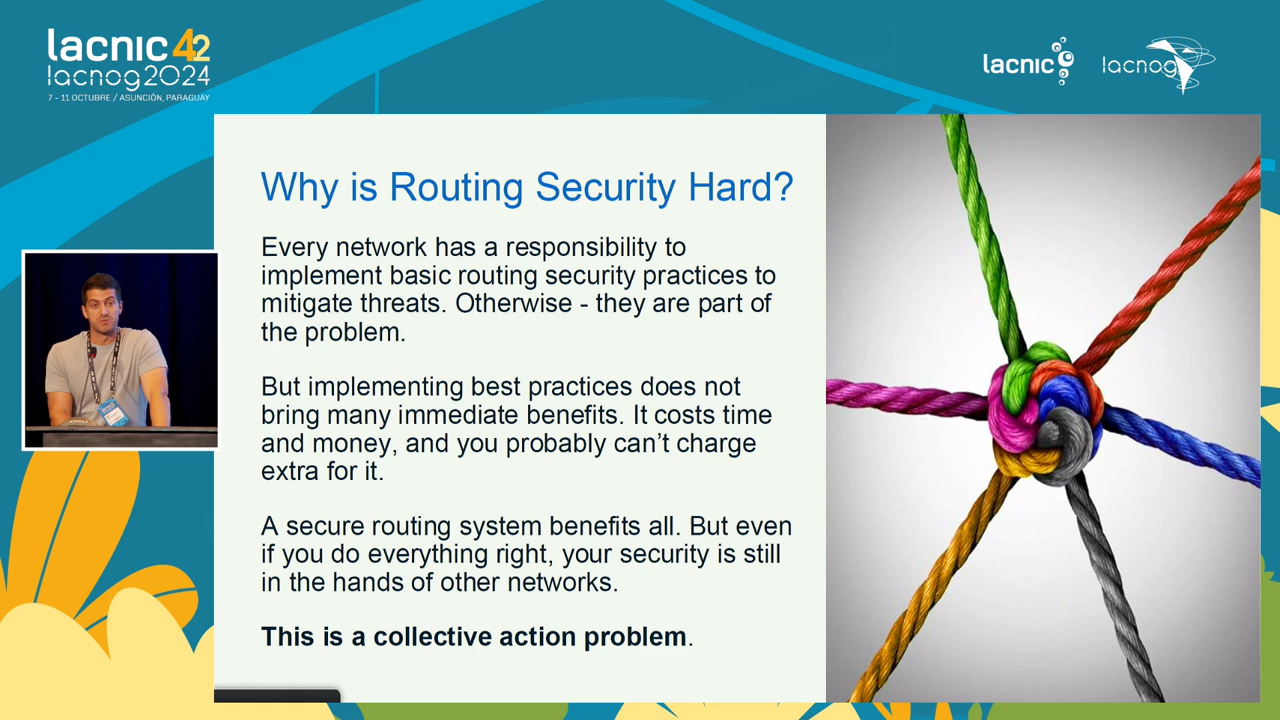 lacnic 42
lacnog2024
7 - 11 OCTUBRE / ASUNCIÓN, PARAGUAY
lacnic
lacnog
Why is Routing Security Hard?
Every network has a responsibility to
implement basic routing security practices to
mitigate threats. Otherwise - they are part of
the problem.
But implementing best practices does not
bring many immediate benefits. It costs time
and money, and you probably can’t charge
extra for it.
A secure routing system benefits all. But even
if you do everything right, your security is still
in the hands of other networks.
This is a collective action problem.